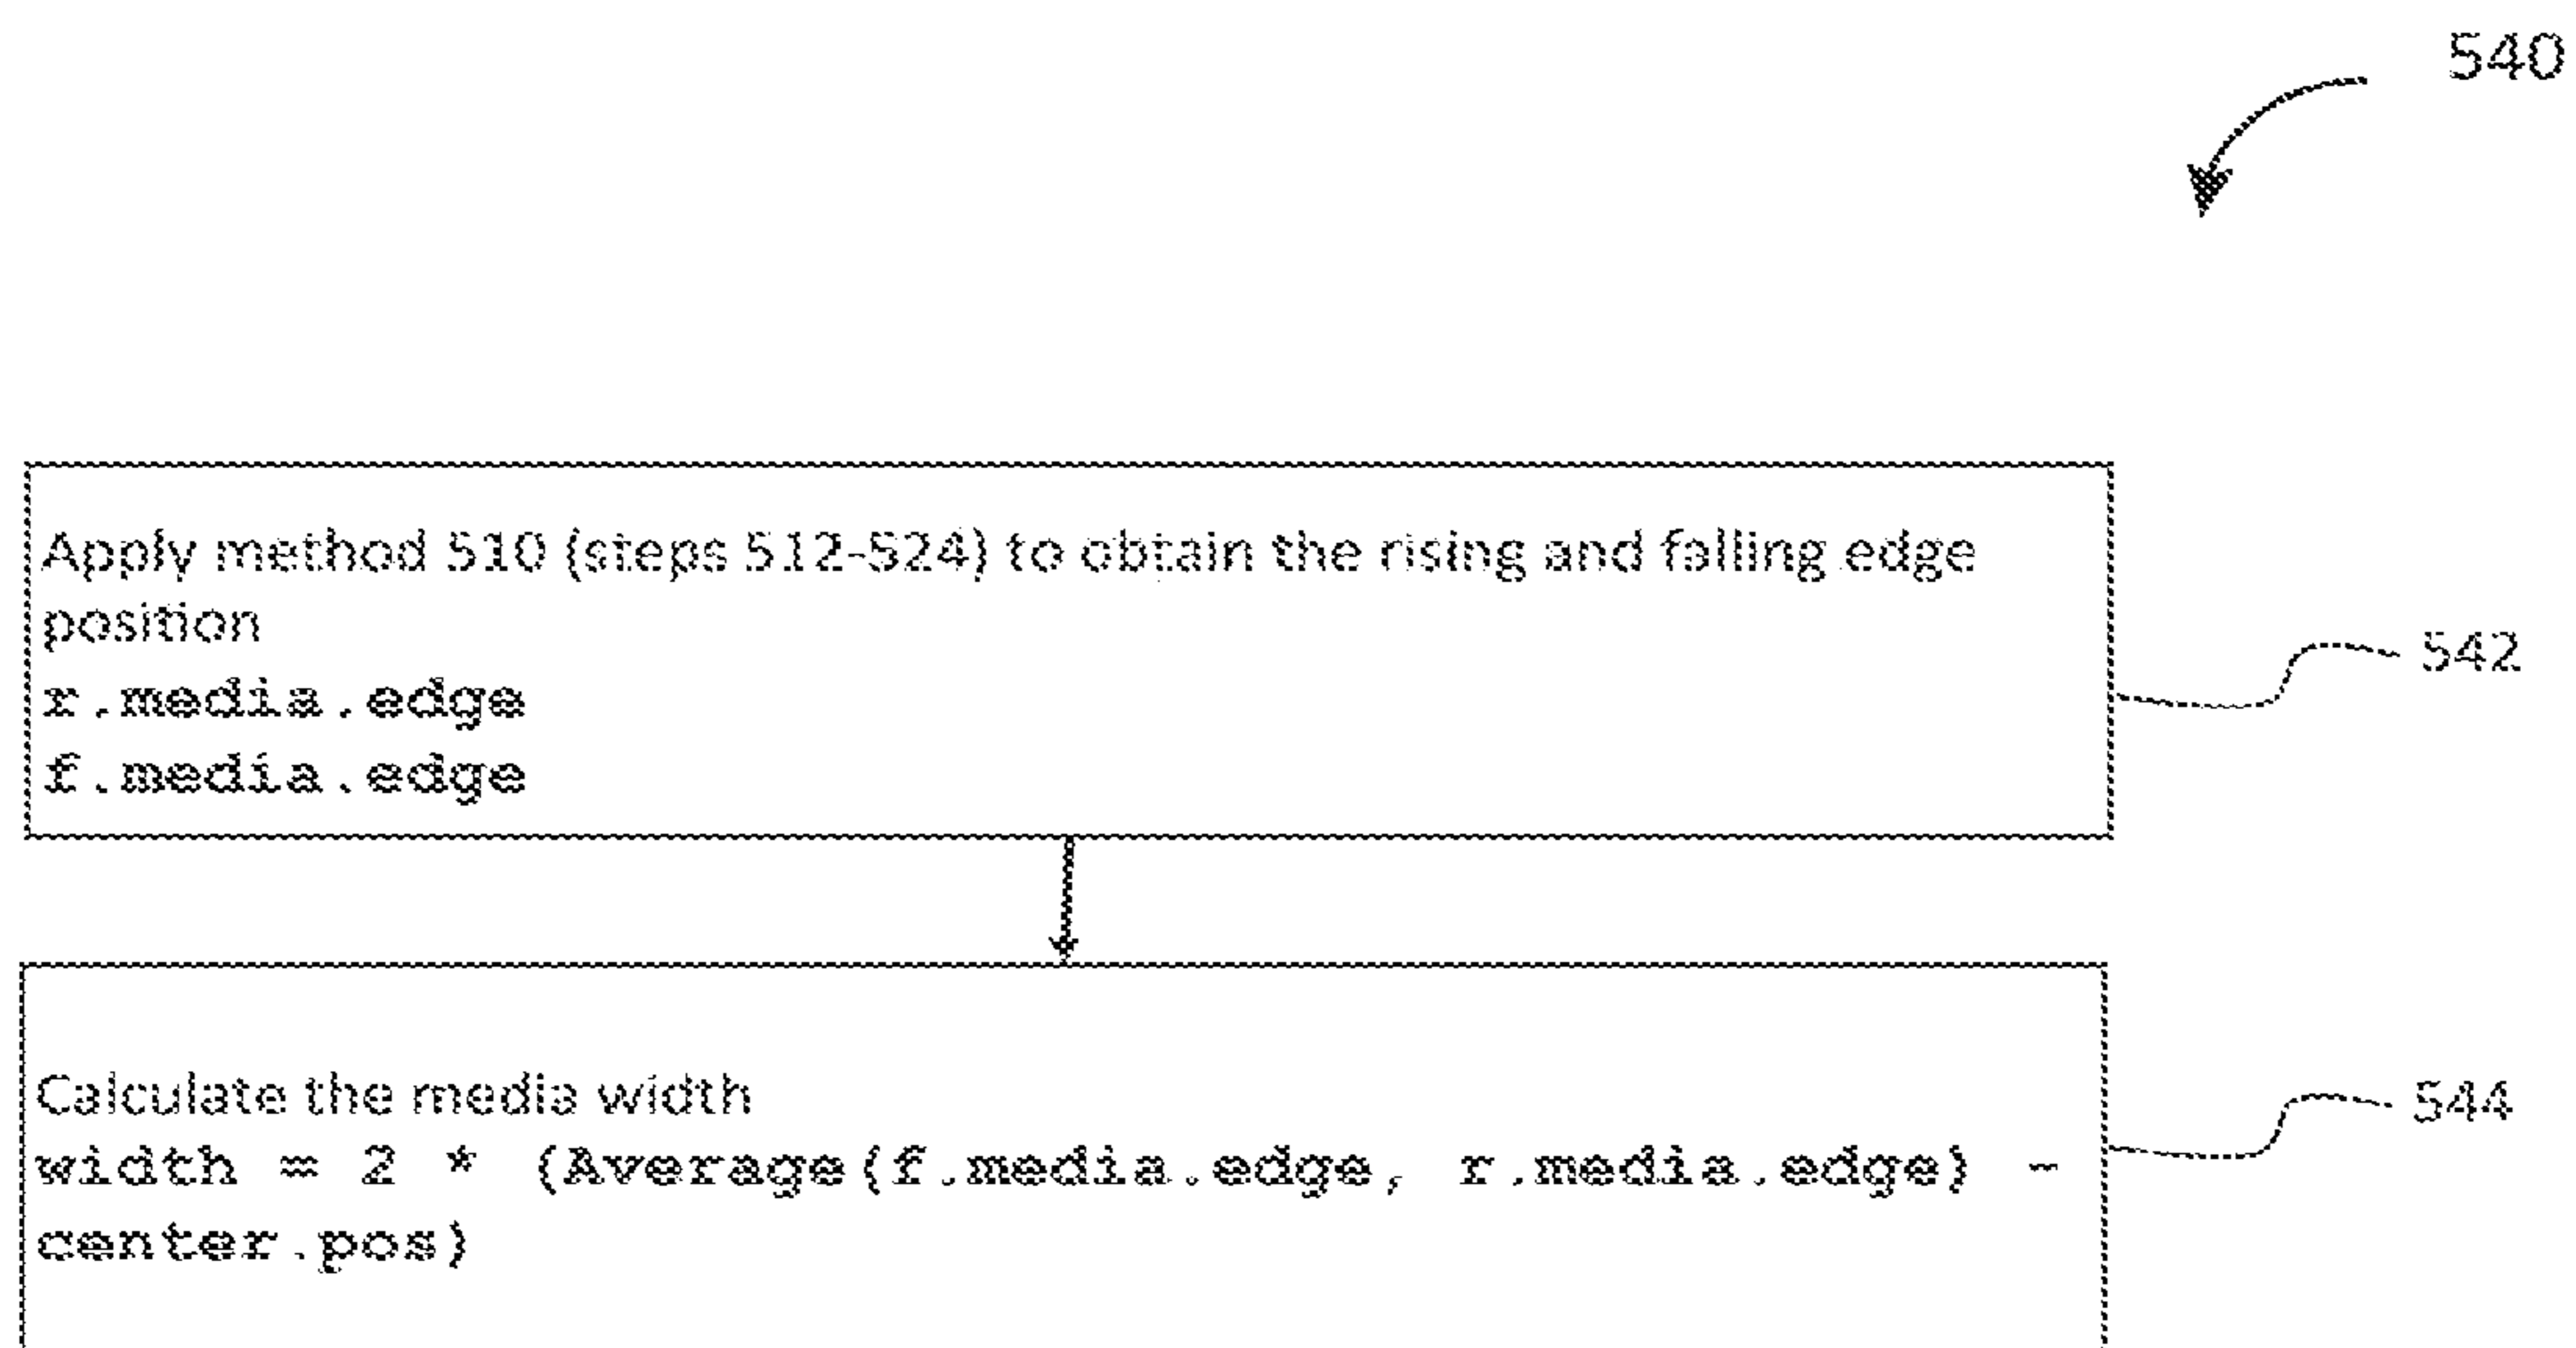 540
Apply method 510 (steps 512-524) to obtain the rising and falling edge
position
r.media.edge
f.media.edge
542
Calculate the media width
width = 2 * (Average(f.media.edge, r.media.edge) -
center.pos)
544